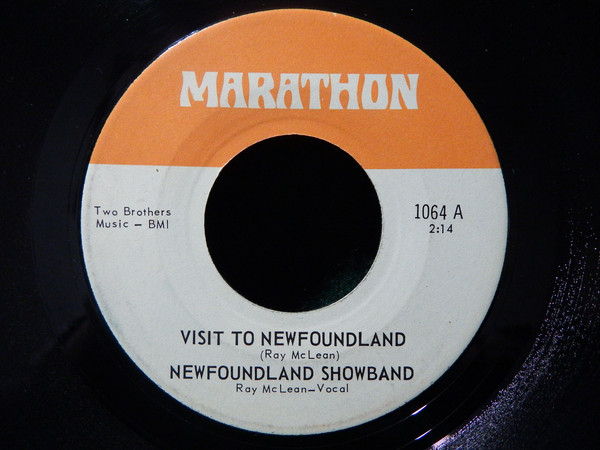 MARATHON
Two Brothers
Music – BMI
1064 A
2:14
VISIT TO NEWFOUNDLAND
(Ray McLean)
NEWFOUNDLAND SHOWBAND
Ray McLean–Vocal